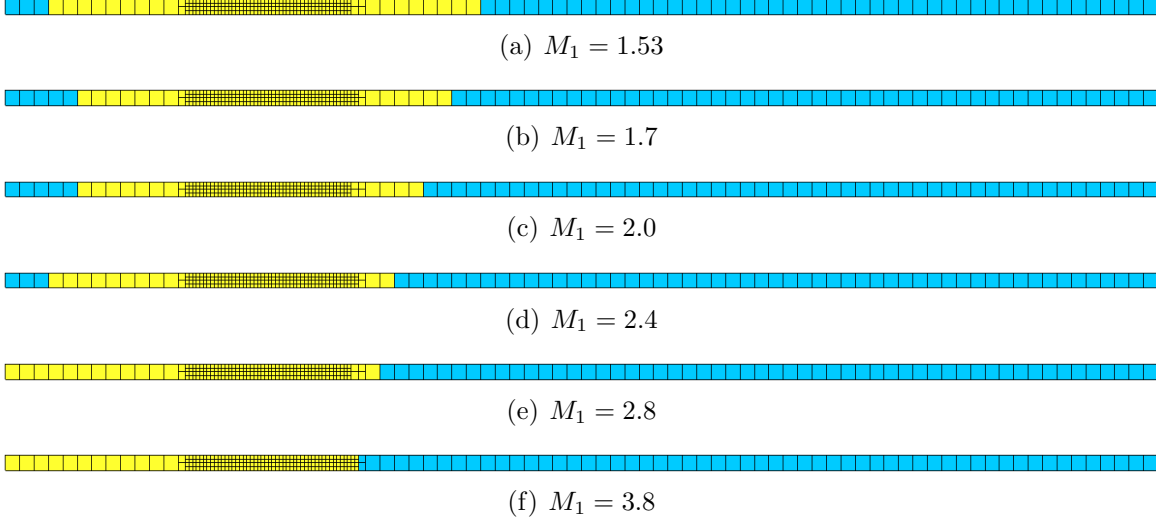 (a) M₁ = 1.53
(b) M₁ = 1.7
(c) M₁ = 2.0
(d) M₁ = 2.4
(e) M₁ = 2.8
(f) M₁ = 3.8